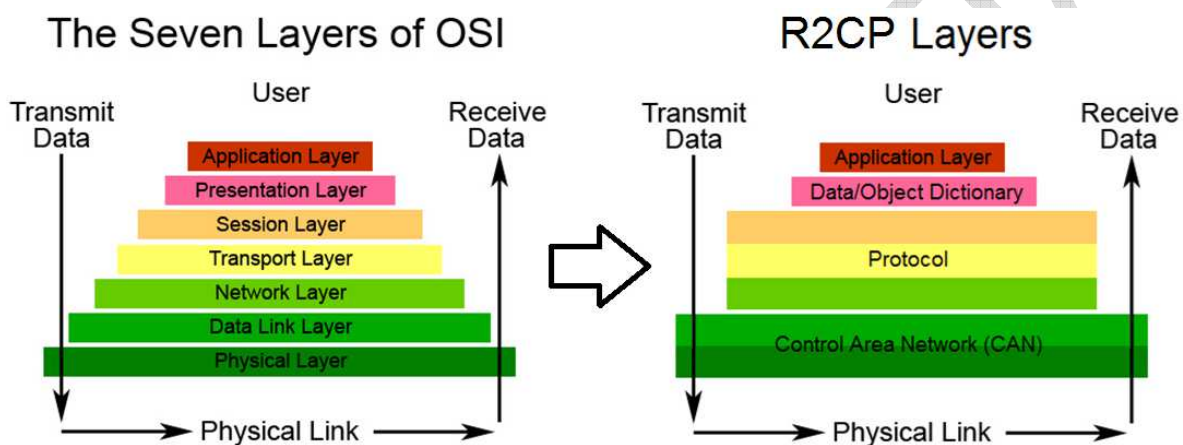 The Seven Layers of OSI
User
Transmit
Data
Receive
Data
Application Layer
Presentation Layer
Session Layer
Transport Layer
Network Layer
Data Link Layer
Physical Layer
Physical Link
R2CP Layers
User
Transmit
Data
Receive
Data
Application Layer
Data/Object Dictionary
Protocol
Control Area Network (CAN)
Physical Link